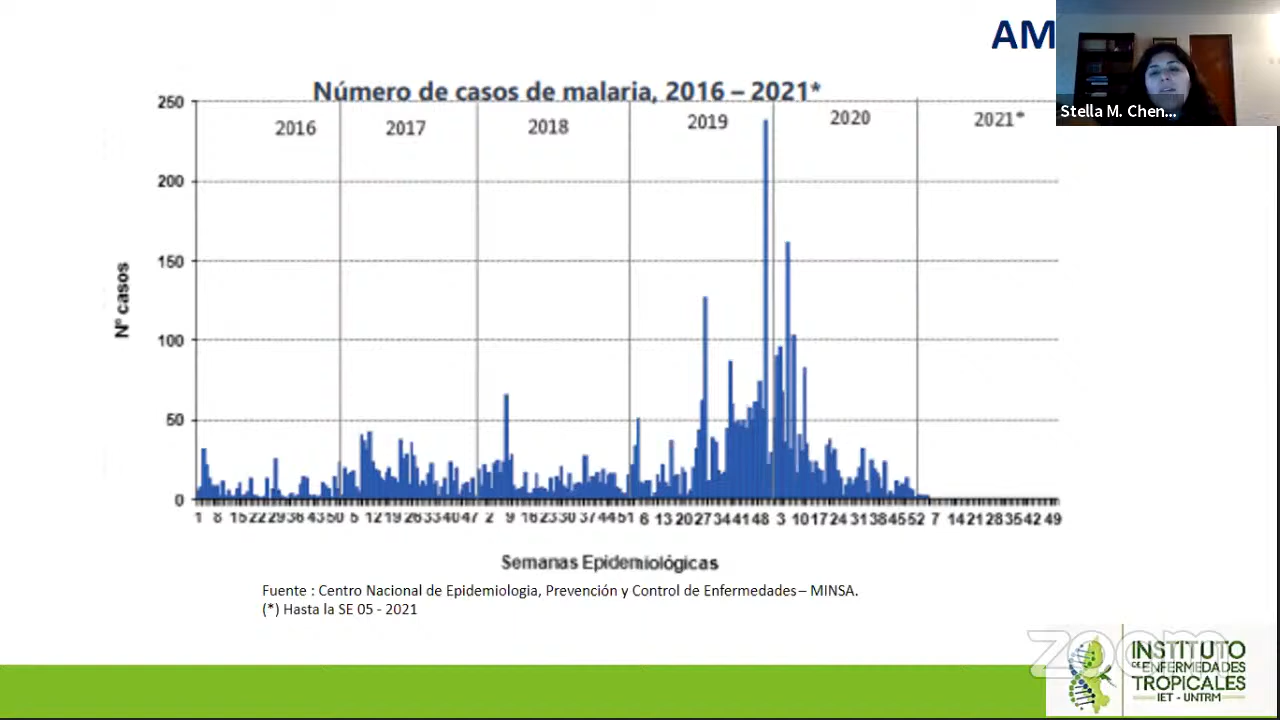 AM
Stella M. Chen...
Número de casos de malaria, 2016 – 2021*
250
2016
2017
2018
2019
2020
2021*
200
150
100
50
0
Nº casos
1 8 15 22 29 36 43 50 5 12 19 26 33 40 47 2 9 16 23 30 37 44 51 6 13 20 27 34 41 48 3 10 17 24 31 38 45 52 7 14 21 28 35 42 49
Semanas Epidemiológicas
Fuente : Centro Nacional de Epidemiologia, Prevención y Control de Enfermedades – MINSA.
(*) Hasta la SE 05 - 2021
zoom
INSTITUTO
DE ENFERMEDADES
TROPICALES
IET - UNTRM